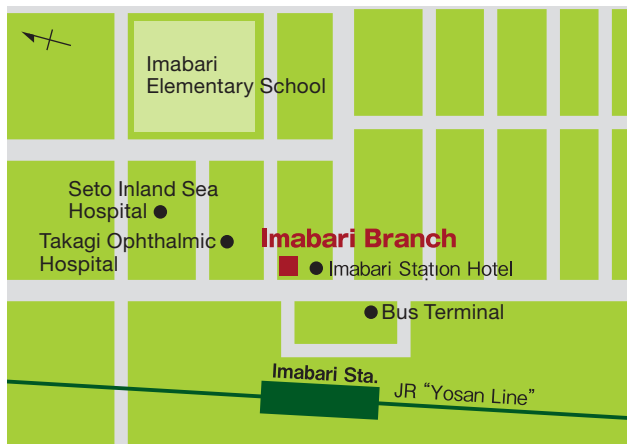 Imabari
Elementary School
Seto Inland Sea
Hospital
Takagi Ophthalmic
Hospital
Imabari Branch
Imabari Station Hotel
Bus Terminal
Imabari Sta.
JR “Yosan Line”